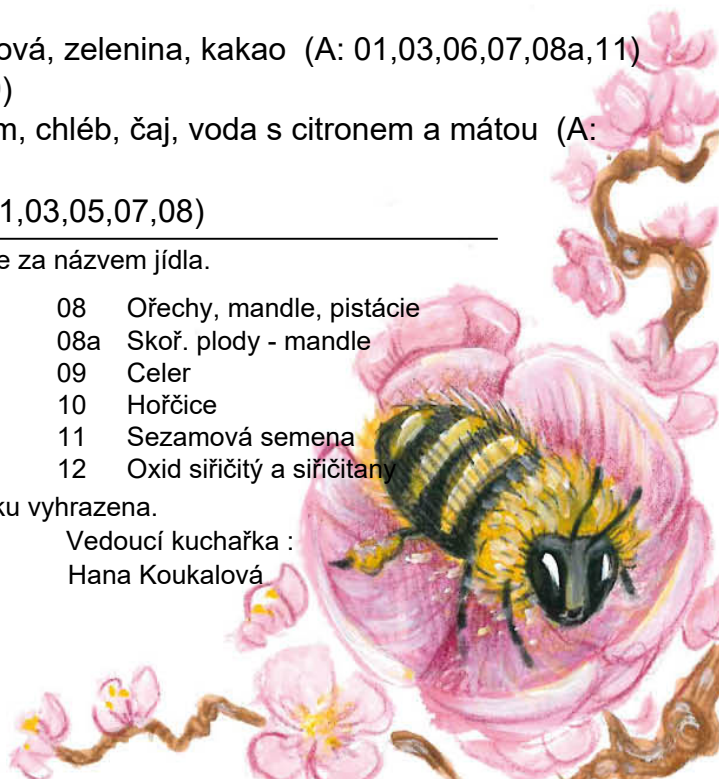 ová, zelenina, kakao (A: 01,03,06,07,08a,11)
)
m, chléb, čaj, voda s citronem a mátou (A:
1,03,05,07,08)
e za názvem jídla.
08 Ořechy, mandle, pistácie
08a Skoř. plody - mandle
09 Celer
10 Hořčice
11 Sezamová semena
12 Oxid siřičitý a siřičitany
ku vyhrazena.
Vedoucí kuchařka :
Hana Koukalová